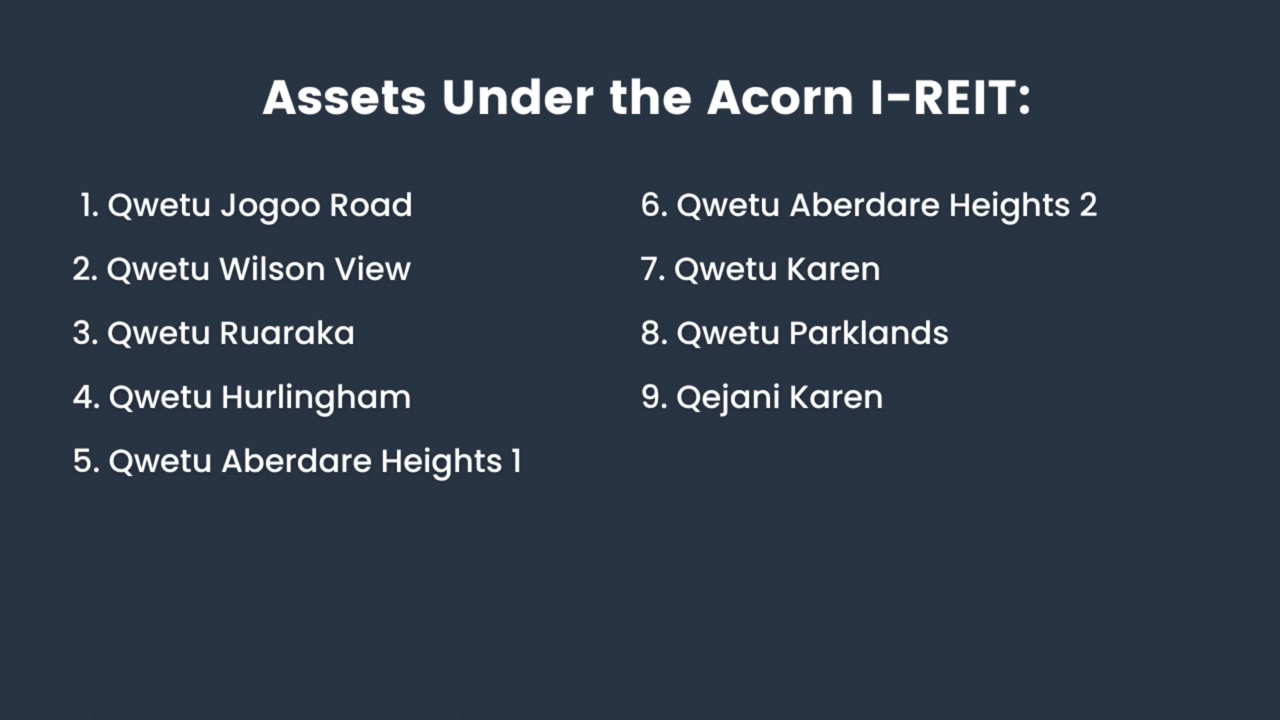 Assets Under the Acorn I-REIT:
1. Qwetu Jogoo Road
2. Qwetu Wilson View
3. Qwetu Ruaraka
4. Qwetu Hurlingham
5. Qwetu Aberdare Heights 1
6. Qwetu Aberdare Heights 2
7. Qwetu Karen
8. Qwetu Parklands
9. Qejani Karen